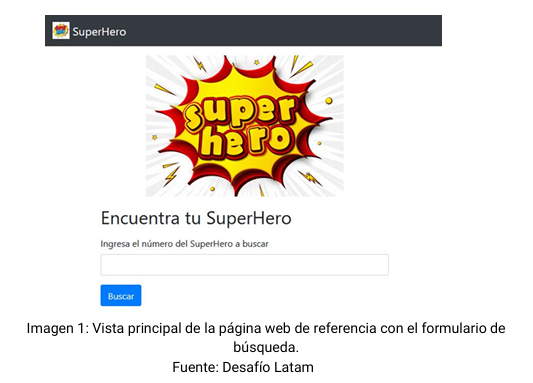 SuperHero
super
hero
Encuentra tu SuperHero
Ingresa el número del SuperHero a buscar
Buscar
Imagen 1: Vista principal de la página web de referencia con el formulario de
búsqueda.
Fuente: Desafío Latam